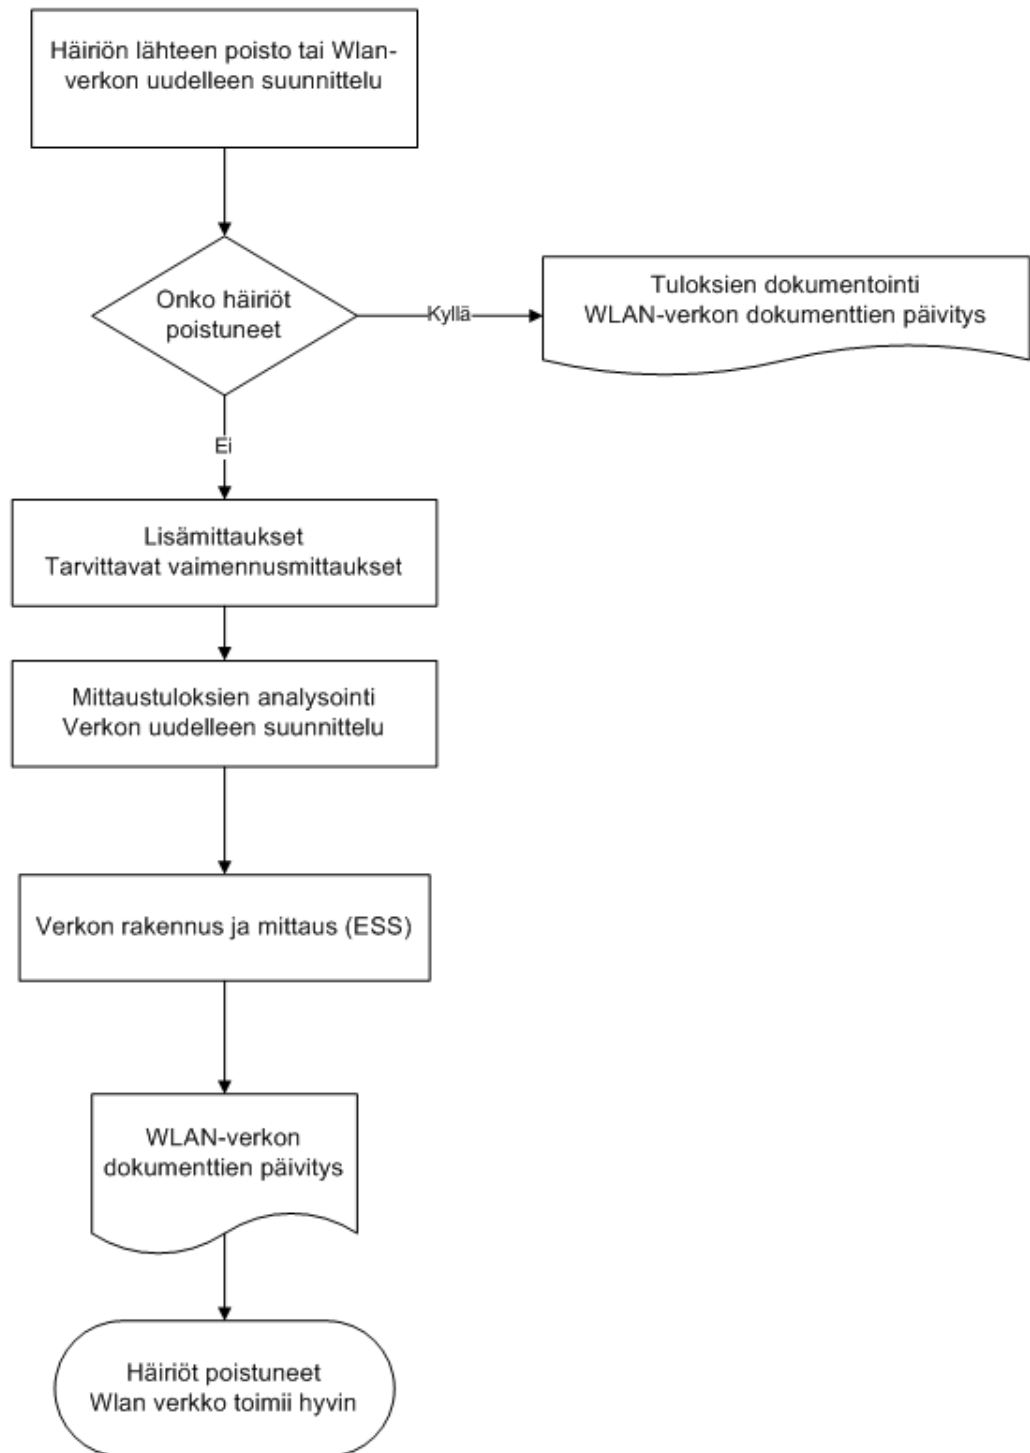 Häiriön lähteen poisto tai Wlan-
verkon uudelleen suunnittelu
Onko häiriöt
poistuneet
Kyllä
Tuloksien dokumentointi
WLAN-verkon dokumenttien päivitys
Ei
Lisämittaukset
Tarvittavat vaimennusmittaukset
Mittaustuloksien analysointi
Verkon uudelleen suunnittelu
Verkon rakennus ja mittaus (ESS)
WLAN-verkon
dokumenttien päivitys
Häiriöt poistuneet
Wlan verkko toimii hyvin